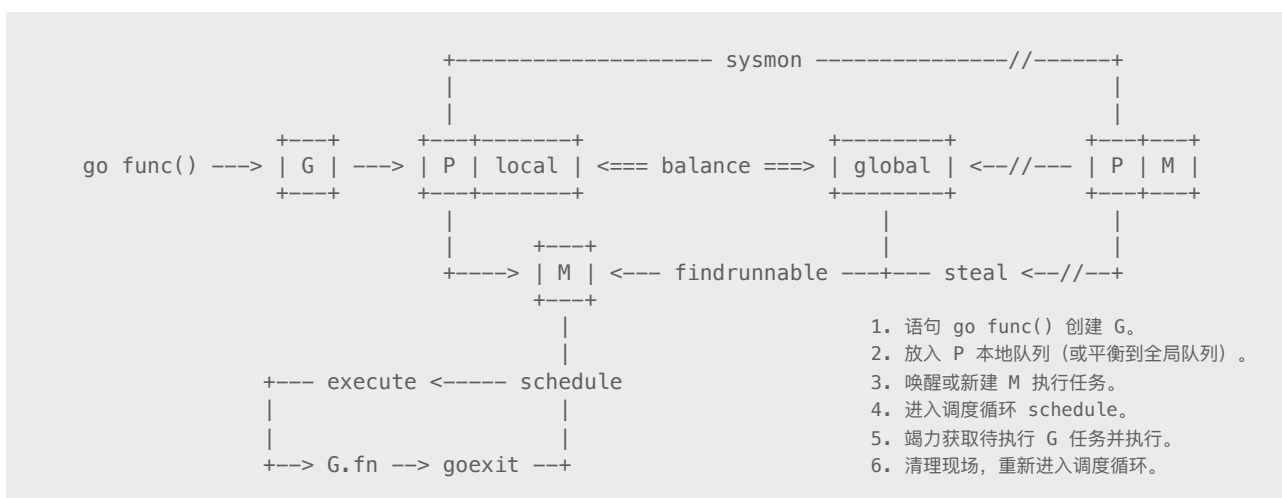 +------------------- sysmon ---------------//------+
| |
| |
+---+ +---+-------+ +--------+ +---+---+
go func() ---> | G | ---> | P | local | <=== balance ===> | global | <--//--- | P | M |
+---+ +---+-------+ +--------+ +---+---+
| | |
| +---+ | |
+----> | M | <--- findrunnable ---+--- steal <--//--+
+---+
|
|
+--- execute <----- schedule
| |
| |
+--> G.fn --> goexit --+
1. 语句 go func() 创建 G。
2. 放入 P 本地队列（或平衡到全局队列）。
3. 唤醒或新建 M 执行任务。
4. 进入调度循环 schedule。
5. 竭力获取待执行 G 任务并执行。
6. 清理现场，重新进入调度循环。